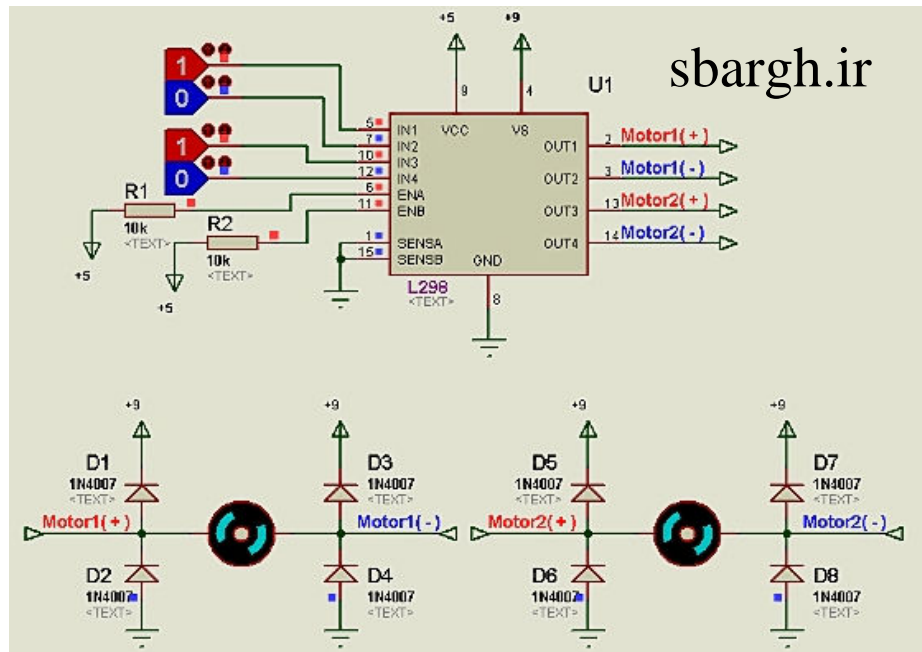 +5
+9
sbargh.ir
U1
1
0
1
0
9
4
5
7
10
12
6
11
1
15
IN1
IN2
IN3
IN4
ENA
ENB
SENSA
SENSB
VCC
VS
GND
OUT1
OUT2
OUT3
OUT4
2 Motor1(+)
3 Motor1(-)
13 Motor2(+)
14 Motor2(-)
8
L298
<TEXT>
R1
10k
<TEXT>
R2
10k
<TEXT>
+5
+5
+9
+9
+9
+9
D1
1N4007
<TEXT>
D3
1N4007
<TEXT>
D5
1N4007
<TEXT>
D7
1N4007
<TEXT>
Motor1(+)
Motor1(-)
Motor2(+)
Motor2(-)
D2
1N4007
<TEXT>
D4
1N4007
<TEXT>
D6
1N4007
<TEXT>
D8
1N4007
<TEXT>